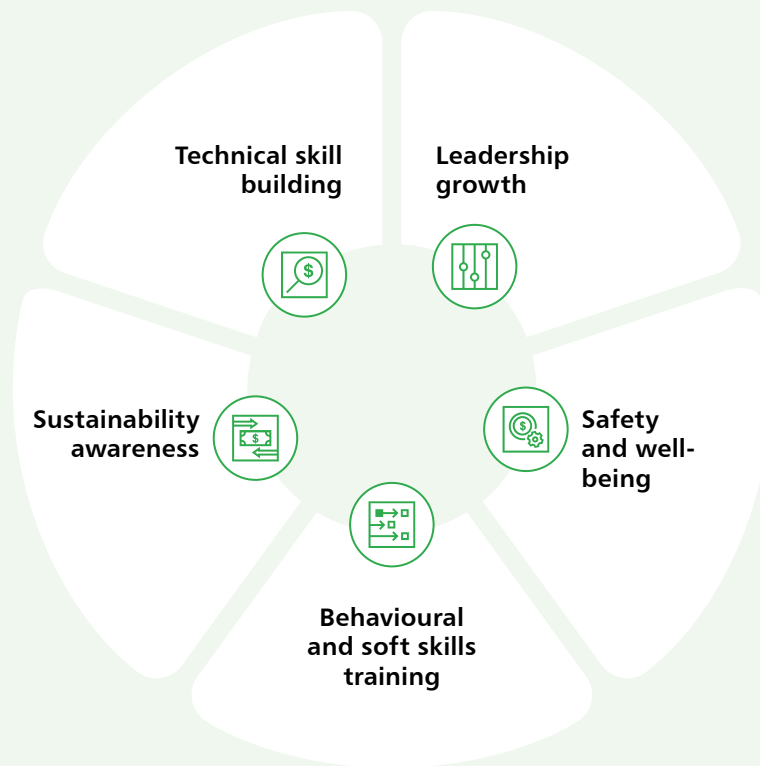 Technical skill
building
Leadership
growth
$
$
Sustainability
awareness
$
Safety
and well-
being
Behavioural
and soft skills
training